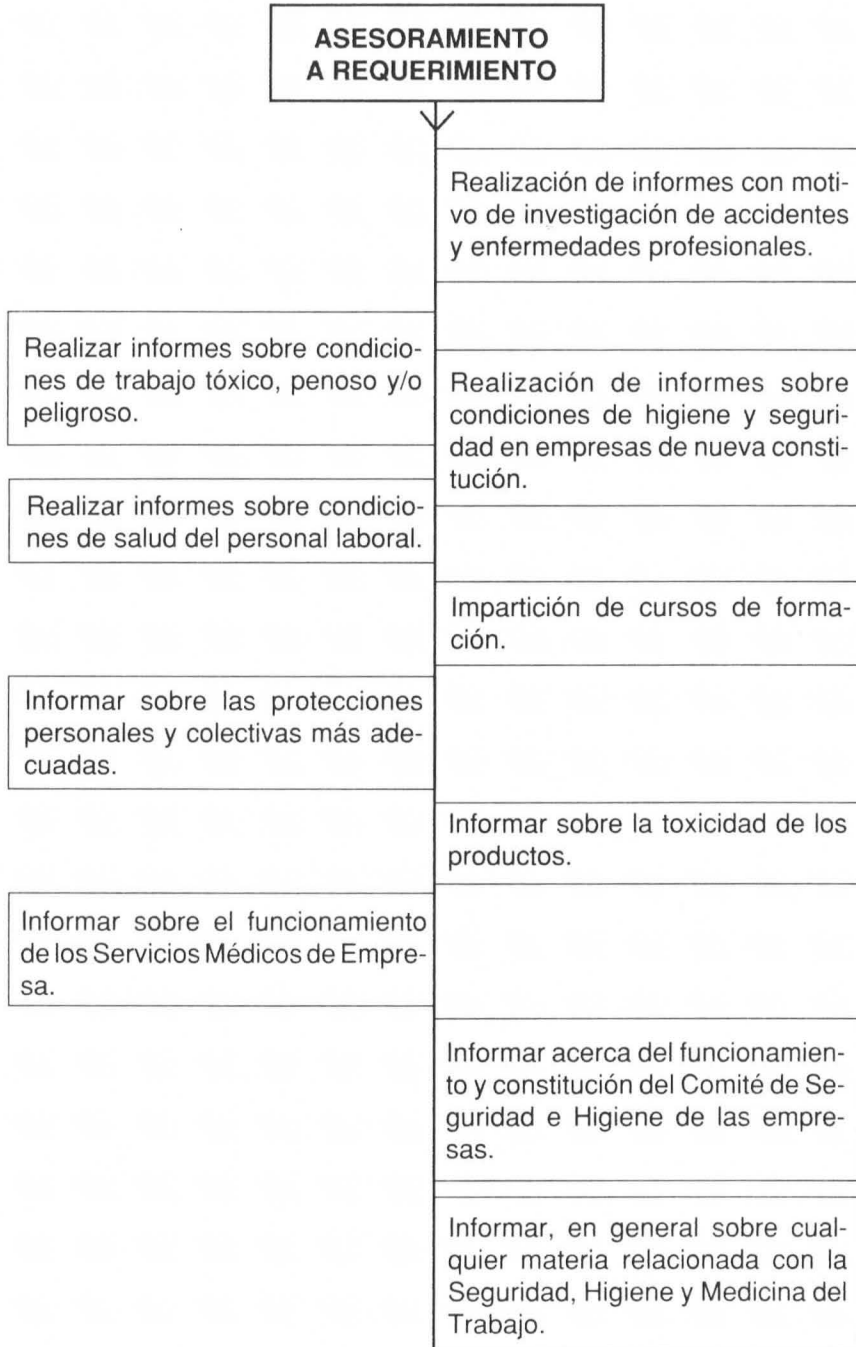 ASESORAMIENTO
A REQUERIMIENTO
Realización de informes con moti-
vo de investigación de accidentes
y enfermedades profesionales.
Realizar informes sobre condicio-
nes de trabajo tóxico, penoso y/o
peligroso.
Realización de informes sobre
condiciones de higiene y seguri-
dad en empresas de nueva consti-
tución.
Realizar informes sobre condicio-
nes de salud del personal laboral.
Impartición de cursos de forma-
ción.
Informar sobre las protecciones
personales y colectivas más ade-
cuadas.
Informar sobre la toxicidad de los
productos.
Informar sobre el funcionamiento
de los Servicios Médicos de Empre-
sa.
Informar acerca del funcionamien-
to y constitución del Comité de Se-
guridad e Higiene de las empre-
sas.
Informar, en general sobre cual-
quier materia relacionada con la
Seguridad, Higiene y Medicina del
Trabajo.